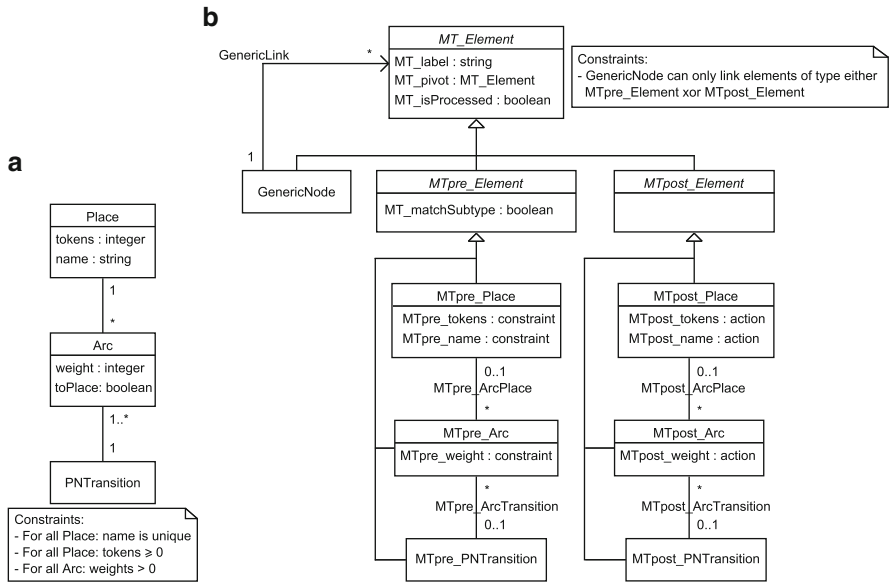 a
Place
tokens : integer
name : string
1
*
Arc
weight : integer
toPlace: boolean
1..*
1
PNTransition
Constraints:
- For all Place: name is unique
- For all Place: tokens ⩾ 0
- For all Arc: weights > 0
b
GenericLink
*
1
MT_Element
MT_label : string
MT_pivot : MT_Element
MT_isProcessed : boolean
Constraints:
- GenericNode can only link elements of type either
MTpre_Element xor MTpost_Element
GenericNode
MTpre_Element
MT_matchSubtype : boolean
MTpost_Element
MTpre_Place
MTpre_tokens : constraint
MTpre_name : constraint
0..1
MTpre_ArcPlace
*
MTpre_Arc
MTpre_weight : constraint
*
MTpre_ArcTransition
0..1
MTpre_PNTransition
MTpost_Place
MTpost_tokens : action
MTpost_name : action
0..1
MTpost_ArcPlace
*
MTpost_Arc
MTpost_weight : action
*
MTpost_ArcTransition
0..1
MTpost_PNTransition